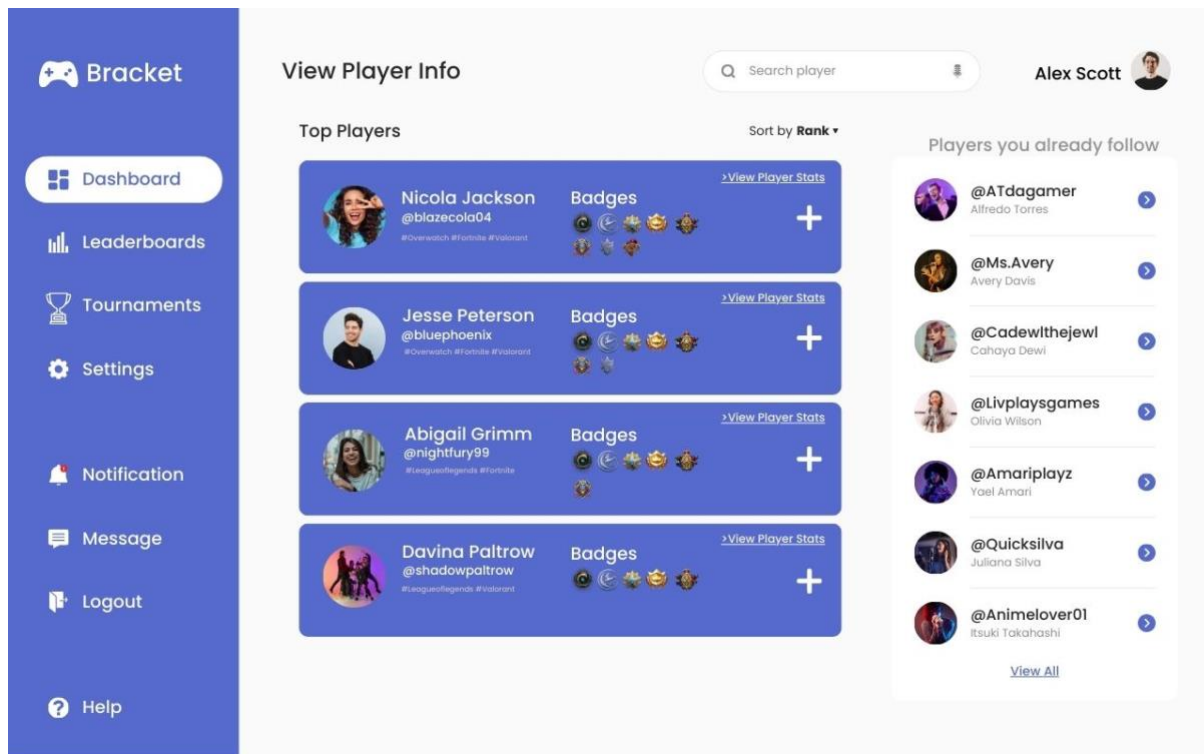 Bracket
Dashboard
Leaderboards
Tournaments
Settings
Notification
Message
Logout
Help
View Player Info
Search player
Alex Scott
Top Players
Sort by Rank ▾
Nicola Jackson
@blazecola04
#Overwatch #Fortnite #Valorant
Badges
>View Player Stats
Jesse Peterson
@bluephoenix
#Overwatch #Fortnite #Valorant
Badges
>View Player Stats
Abigail Grimm
@nightfury99
#Leagueoflegends #Fortnite
Badges
>View Player Stats
Davina Paltrow
@shadowpaltrow
#Leagueoflegends #Valorant
Badges
>View Player Stats
Players you already follow
@ATdagamer
Alfredo Torres
@Ms.Avery
Avery Davis
@Cadewlthejewl
Cahaya Dewi
@Livplaysgames
Olivia Wilson
@Amariplayz
Yael Amari
@Quicksilva
Juliana Silva
@Animelover01
Itsuki Takahashi
View All